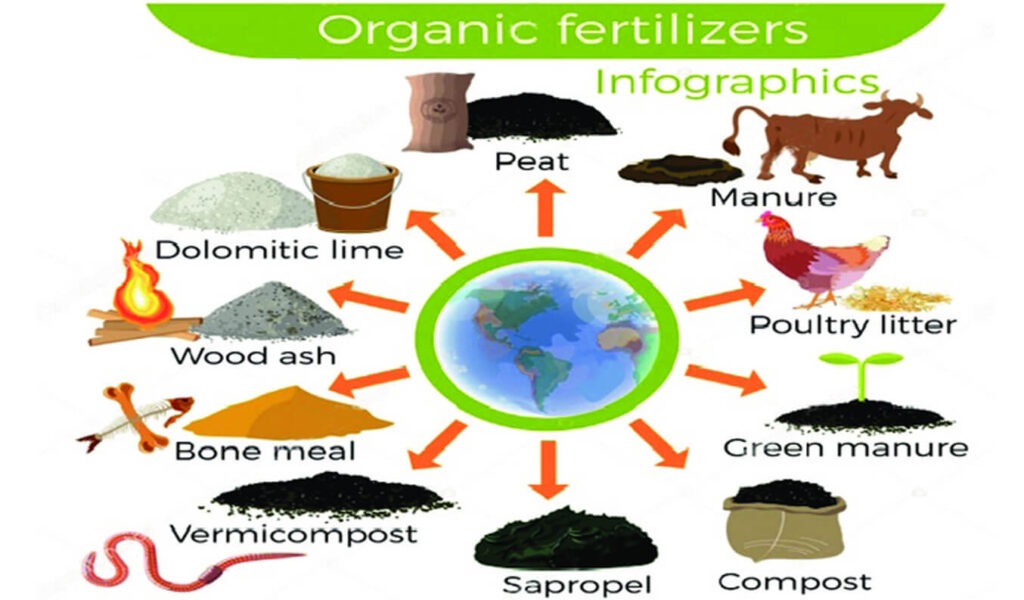 Organic fertilizers
Infographics
Peat
Manure
Dolomitic lime
Poultry litter
Wood ash
Green manure
Bone meal
Vermicompost
Sapropel
Compost